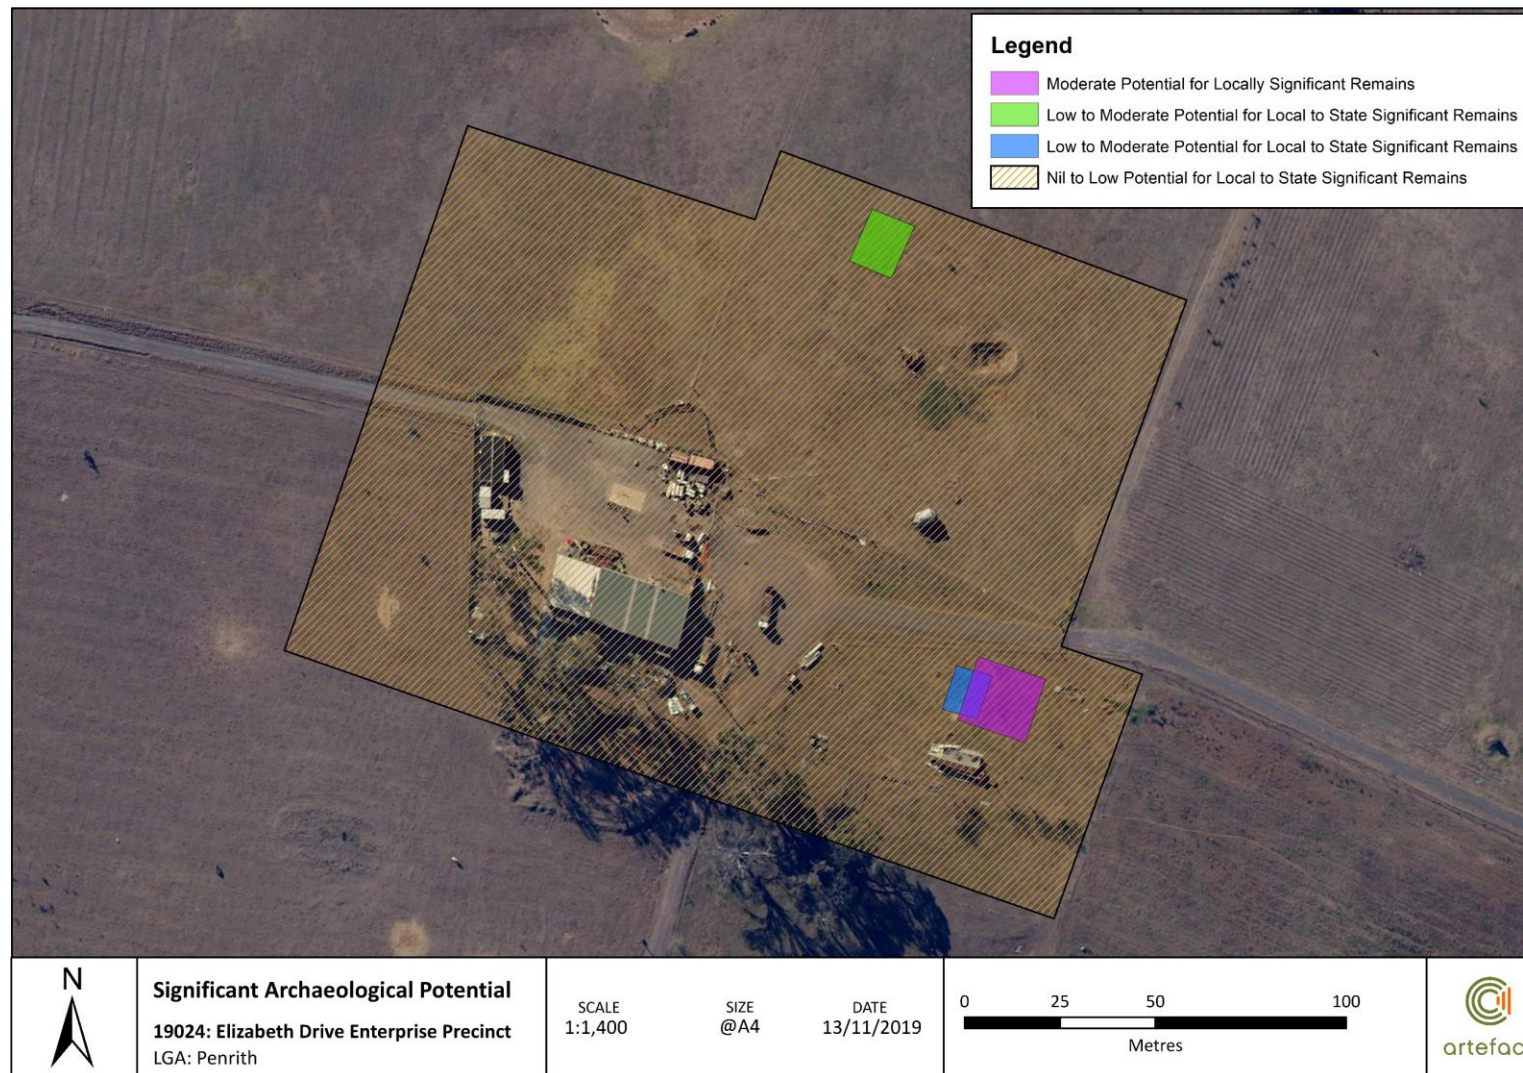 Legend
Moderate Potential for Locally Significant Remains
Low to Moderate Potential for Local to State Significant Remains
Low to Moderate Potential for Local to State Significant Remains
Nil to Low Potential for Local to State Significant Remains
N
Significant Archaeological Potential
19024: Elizabeth Drive Enterprise Precinct
LGA: Penrith
SCALE
1:1,400
SIZE
@A4
DATE
13/11/2019
0 25 50 100
Metres
artefac